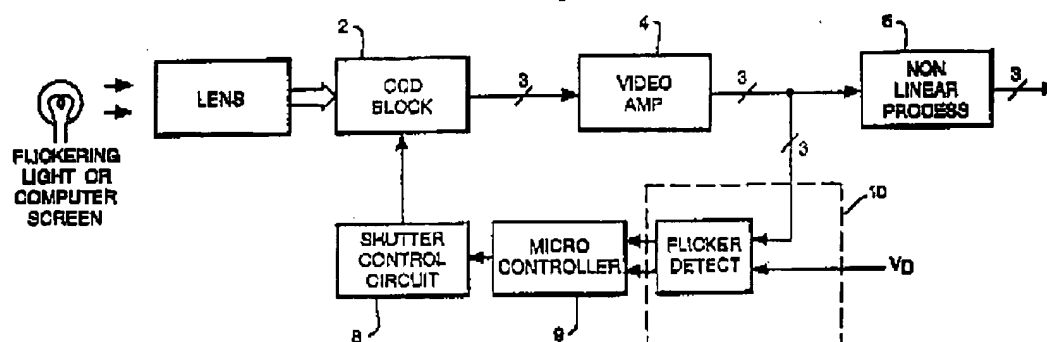 2
4
6
LENS
CCD
BLOCK
3
VIDEO
AMP
3
NON
LINEAR
PROCESS
3
FLICKERING
LIGHT OR
COMPUTER
SCREEN
3
10
SHUTTER
CONTROL
CIRCUIT
MICRO
CONTROLLER
FLICKER
DETECT
VD
8
9